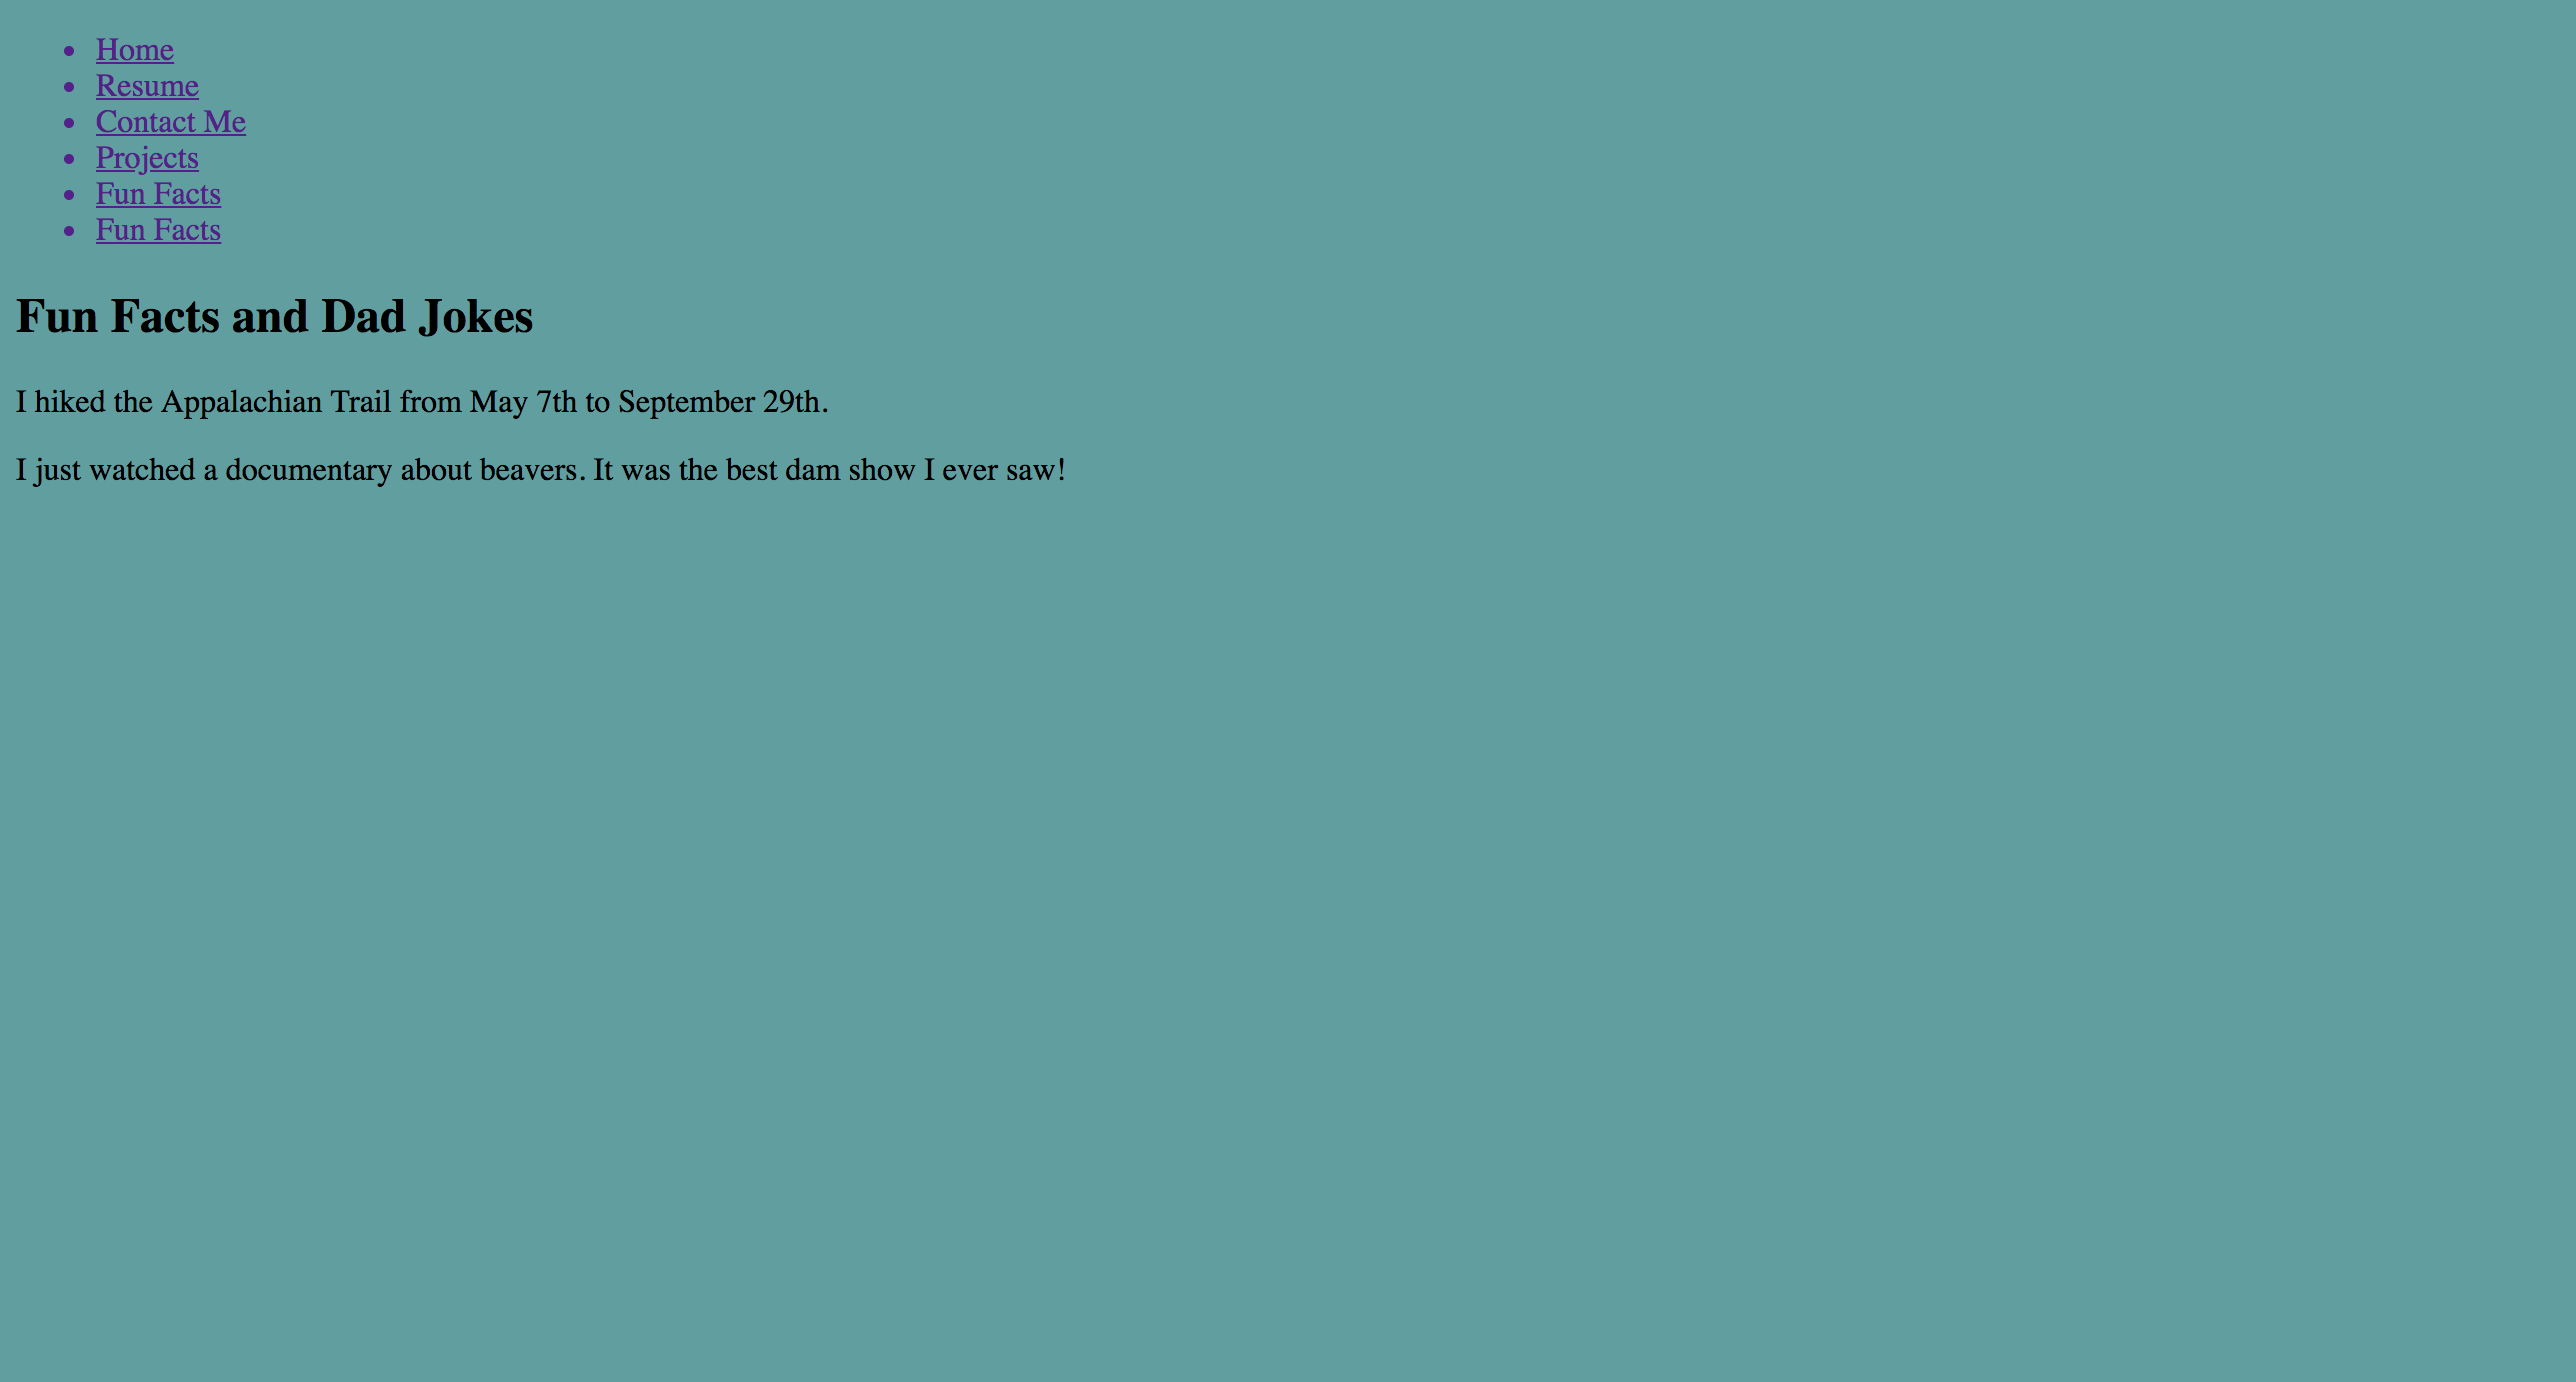 Home
Resume
Contact Me
Projects
Fun Facts
Fun Facts
Fun Facts and Dad Jokes
I hiked the Appalachian Trail from May 7th to September 29th.
I just watched a documentary about beavers. It was the best dam show I ever saw!